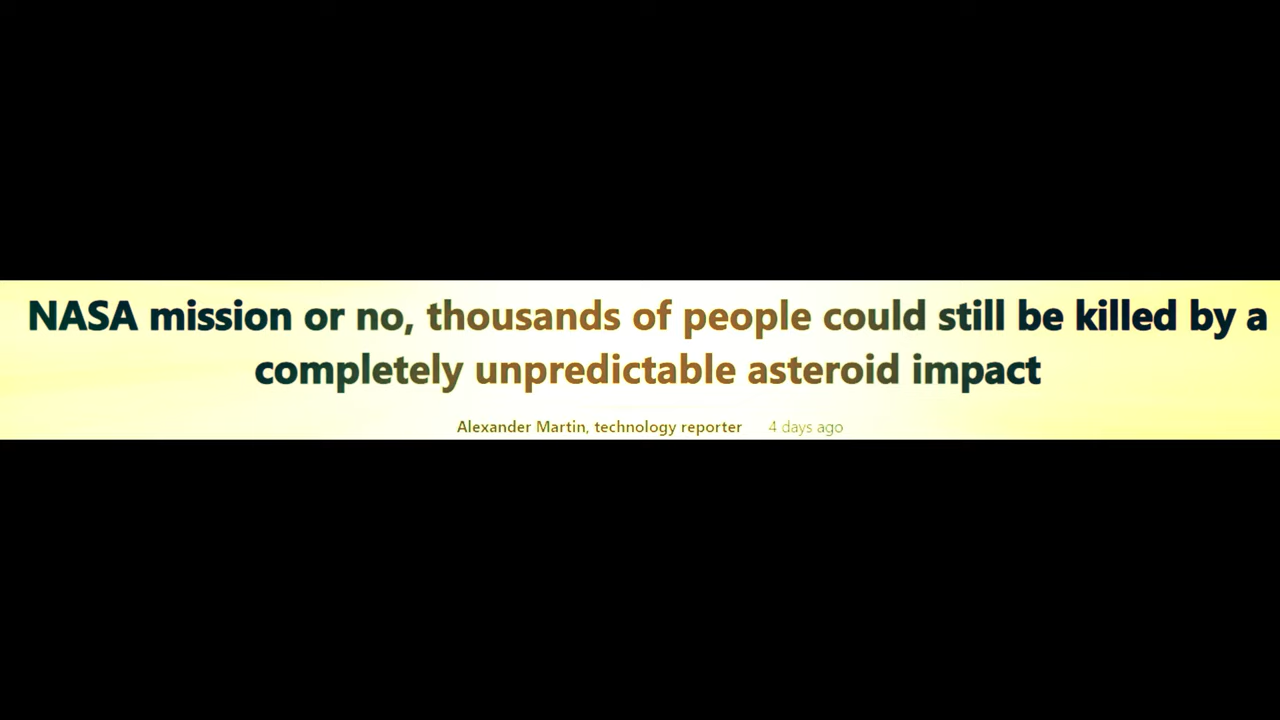 NASA mission or no, thousands of people could still be killed by a
completely unpredictable asteroid impact
Alexander Martin, technology reporter 4 days ago